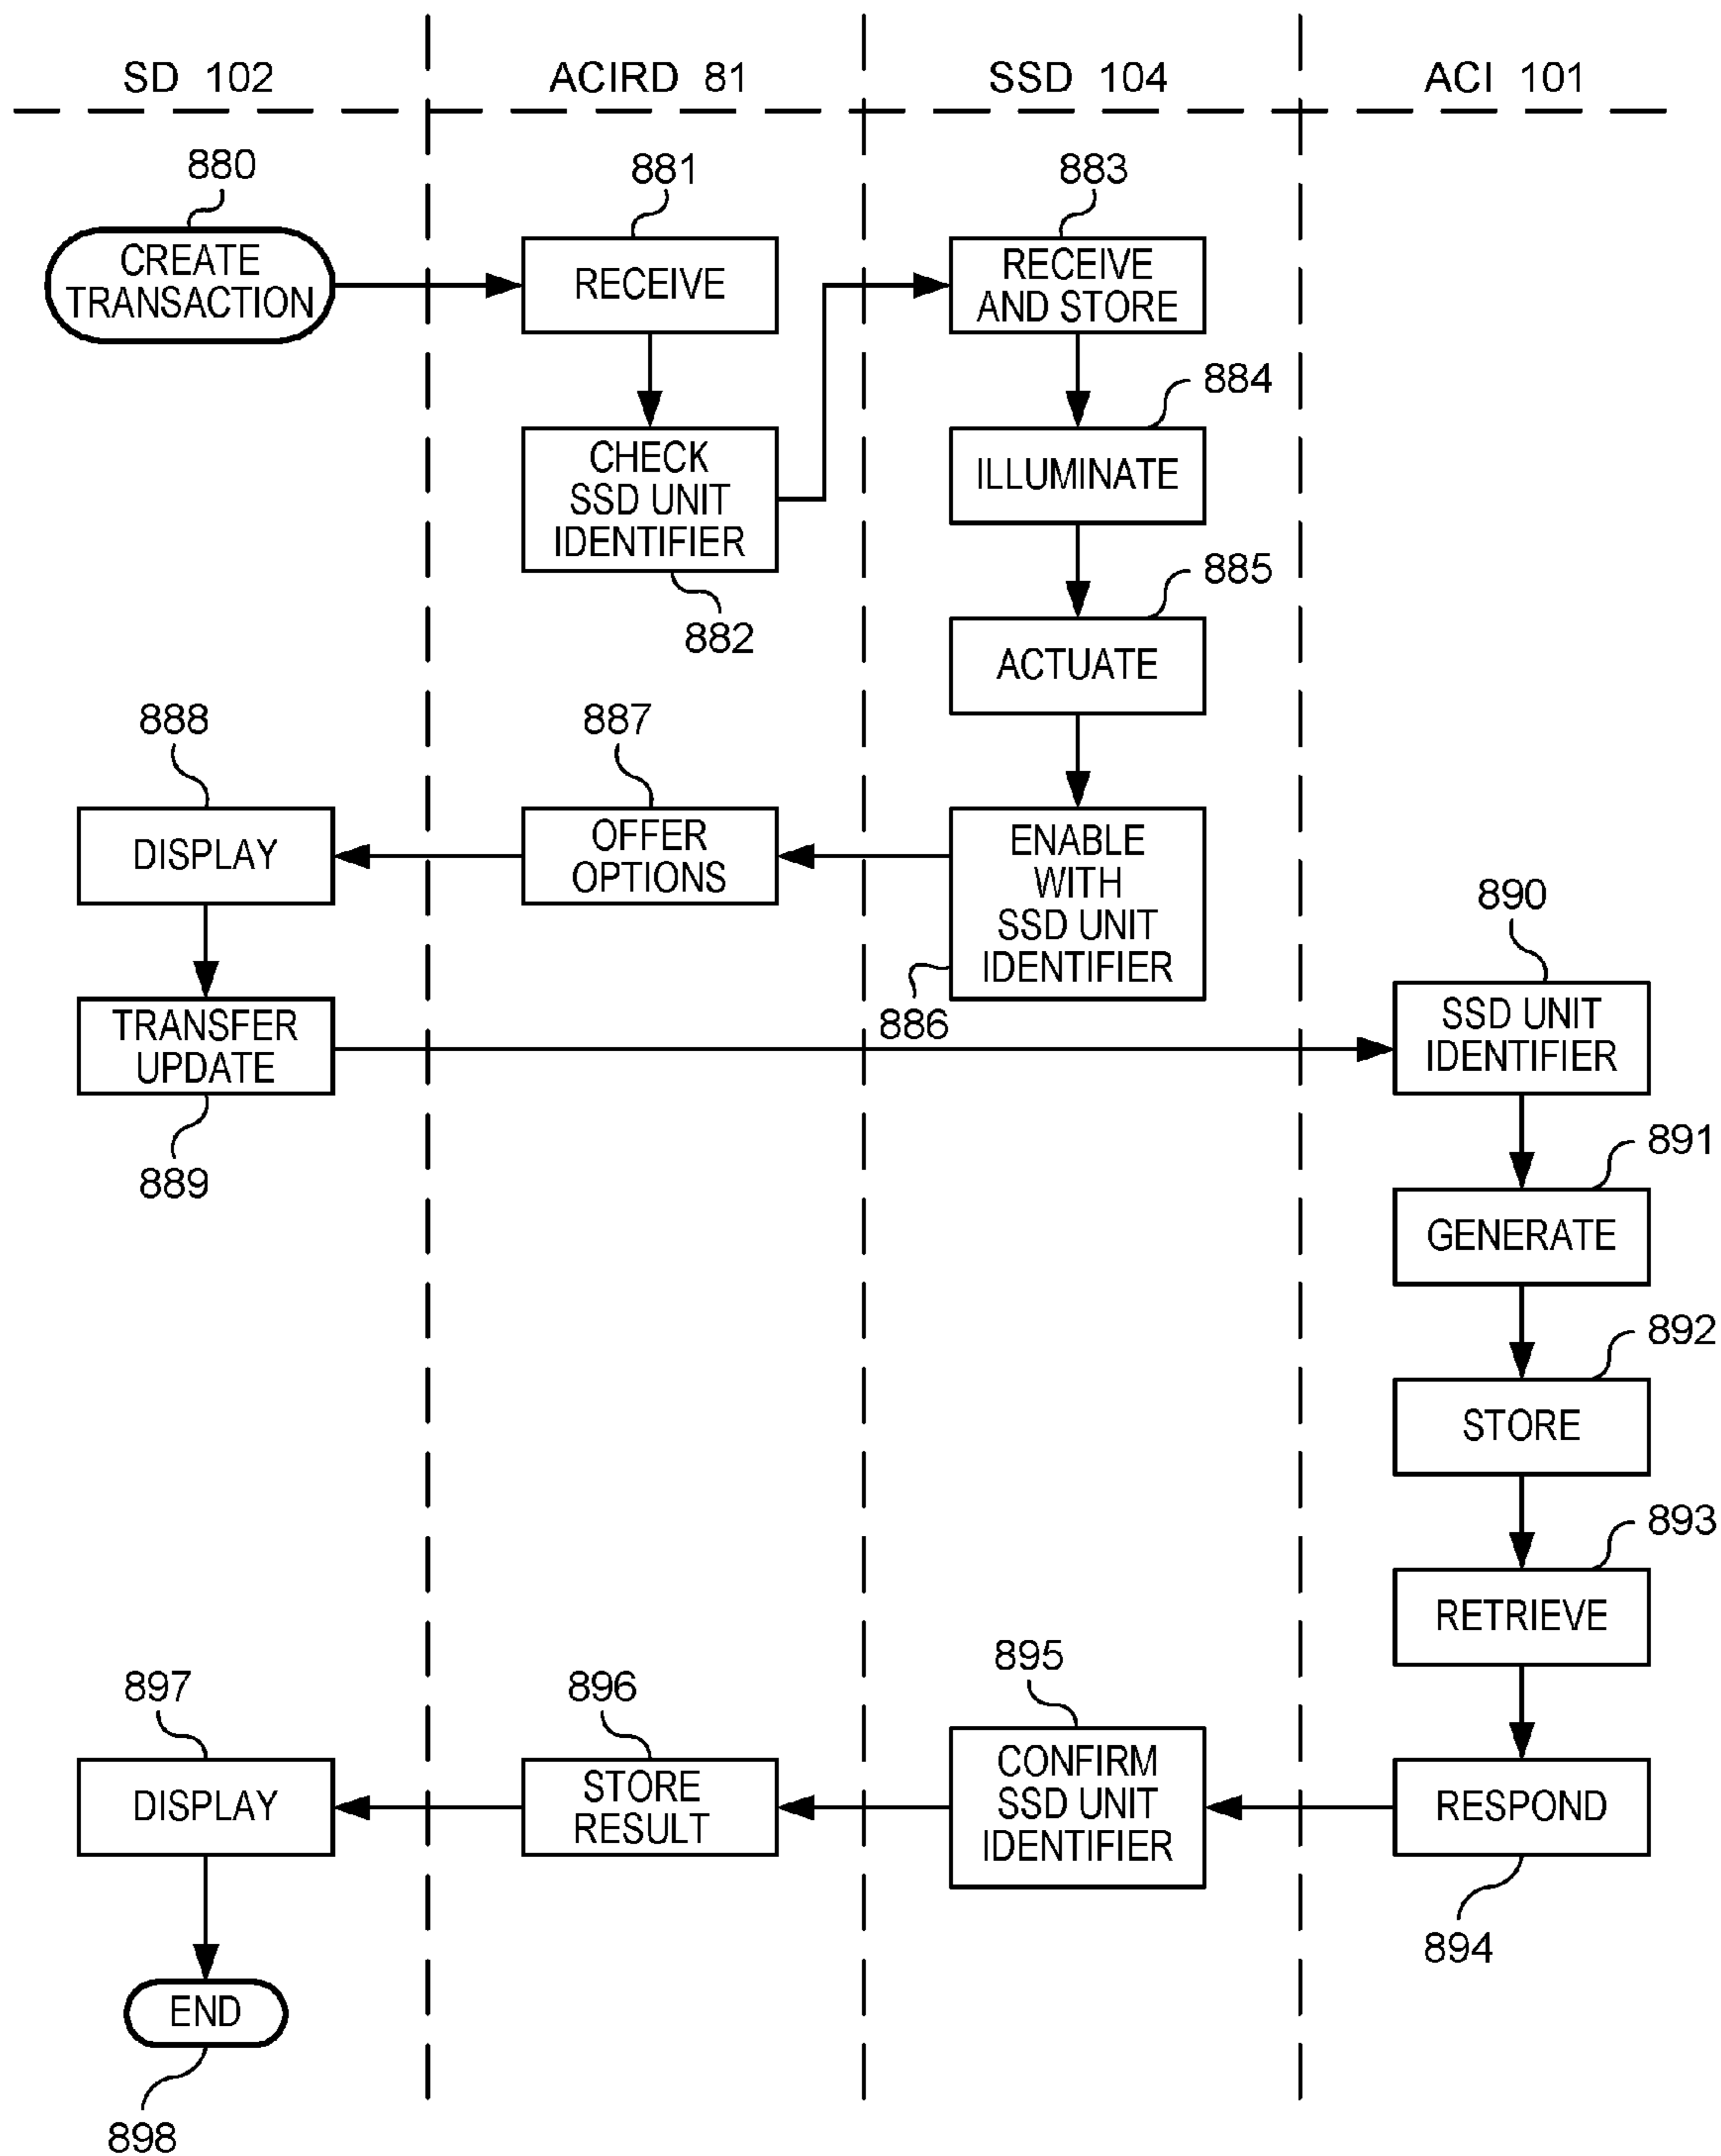 SD 102
ACIRD 81
SSD 104
ACI 101
880
881
883
CREATE
TRANSACTION
RECEIVE
RECEIVE
AND STORE
884
CHECK
SSD UNIT
IDENTIFIER
ILLUMINATE
885
882
ACTUATE
888
887
DISPLAY
OFFER
OPTIONS
ENABLE
WITH
SSD UNIT
IDENTIFIER
890
886
TRANSFER
UPDATE
SSD UNIT
IDENTIFIER
889
891
GENERATE
892
STORE
893
RETRIEVE
897
896
895
DISPLAY
STORE
RESULT
CONFIRM
SSD UNIT
IDENTIFIER
RESPOND
894
END
898